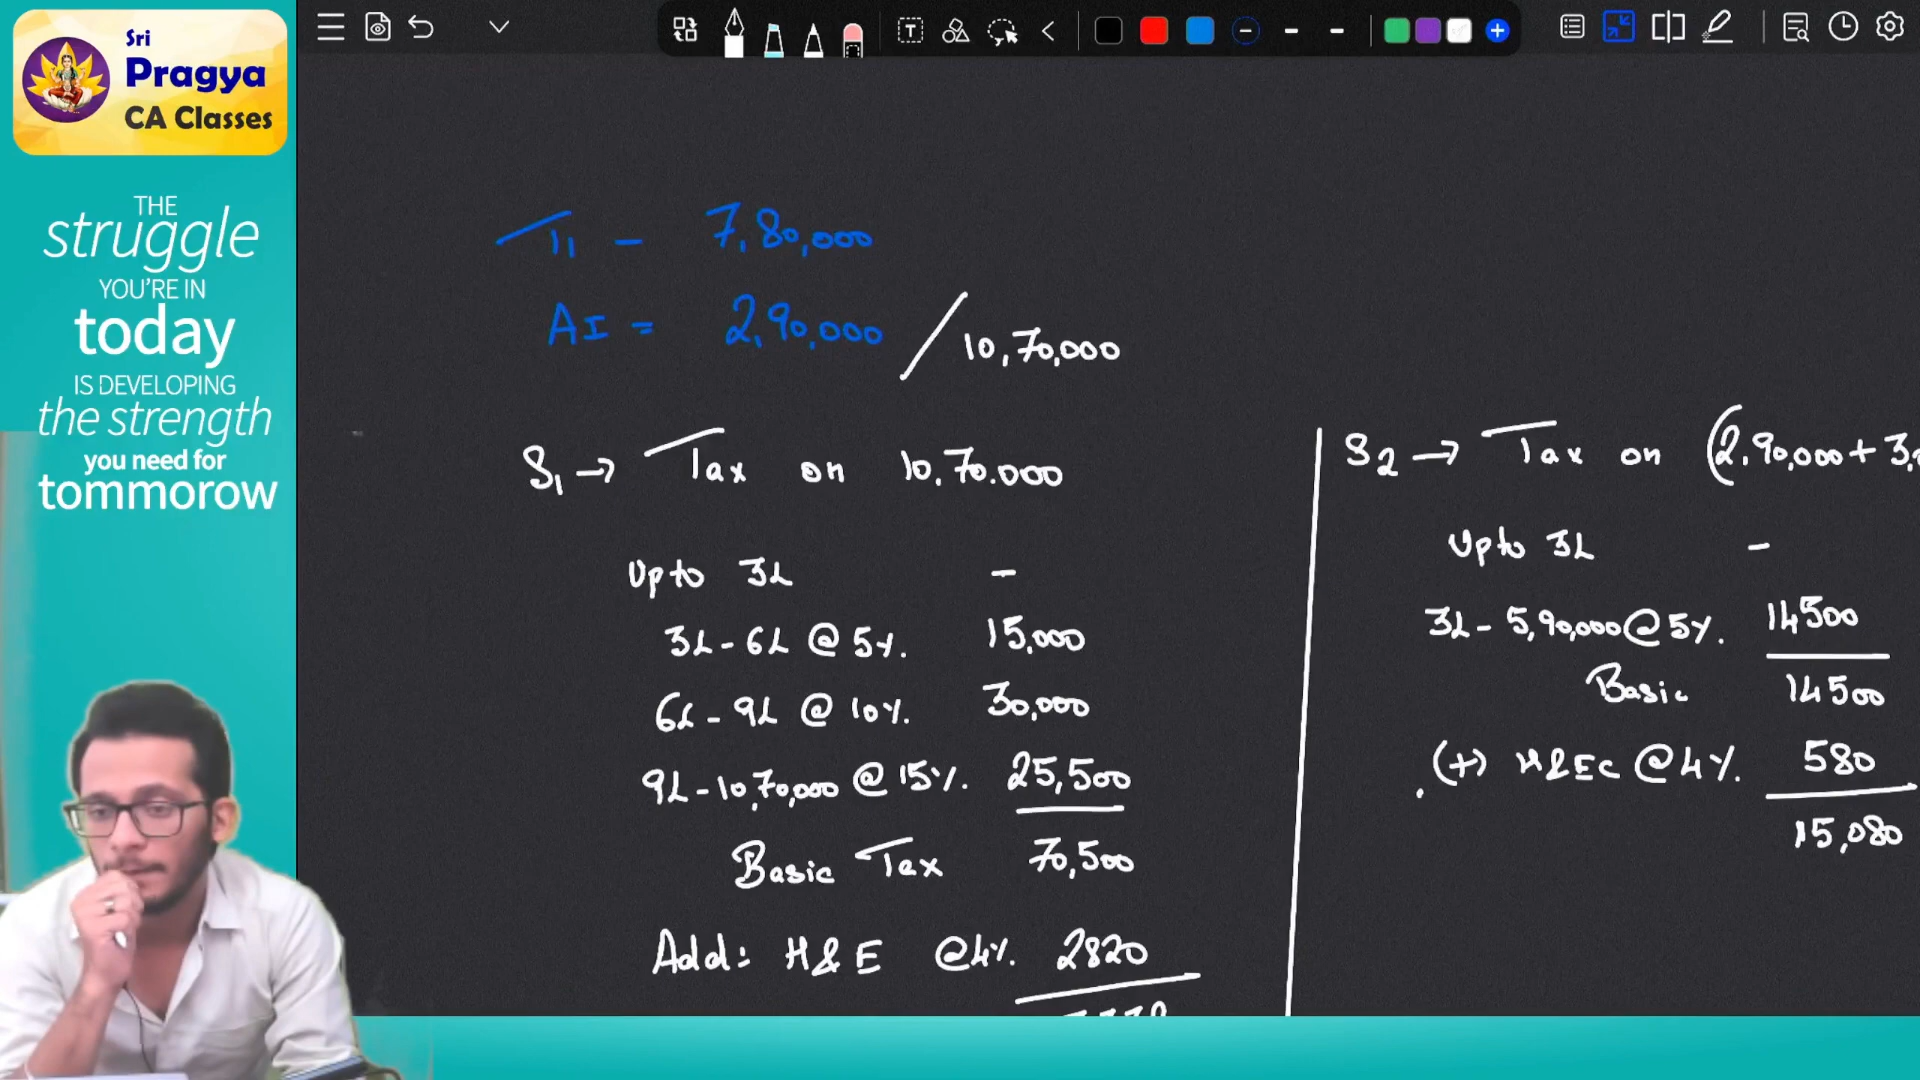 Sri
Pragya
CA Classes
THE
struggle
YOU'RE IN
today
IS DEVELOPING
the strength
you need for
tommorow
TI - 7,80,000
AI = 2,90,000 / 10,70,000
S1 → Tax on 10,70.000
Upto 3L -
3L - 6L @ 5%. 15,000
6L - 9L @ 10%. 30,000
9L - 10,70,000 @ 15%. 25,500
Basic Tax 70,500
Add: H&E @4%. 2820
S2 → Tax on (2,90,000 + 3,
Upto 3L -
3L - 5,90,000 @ 5%. 14500
Basic 14500
(+) H&EC @ 4%. 580
15,080